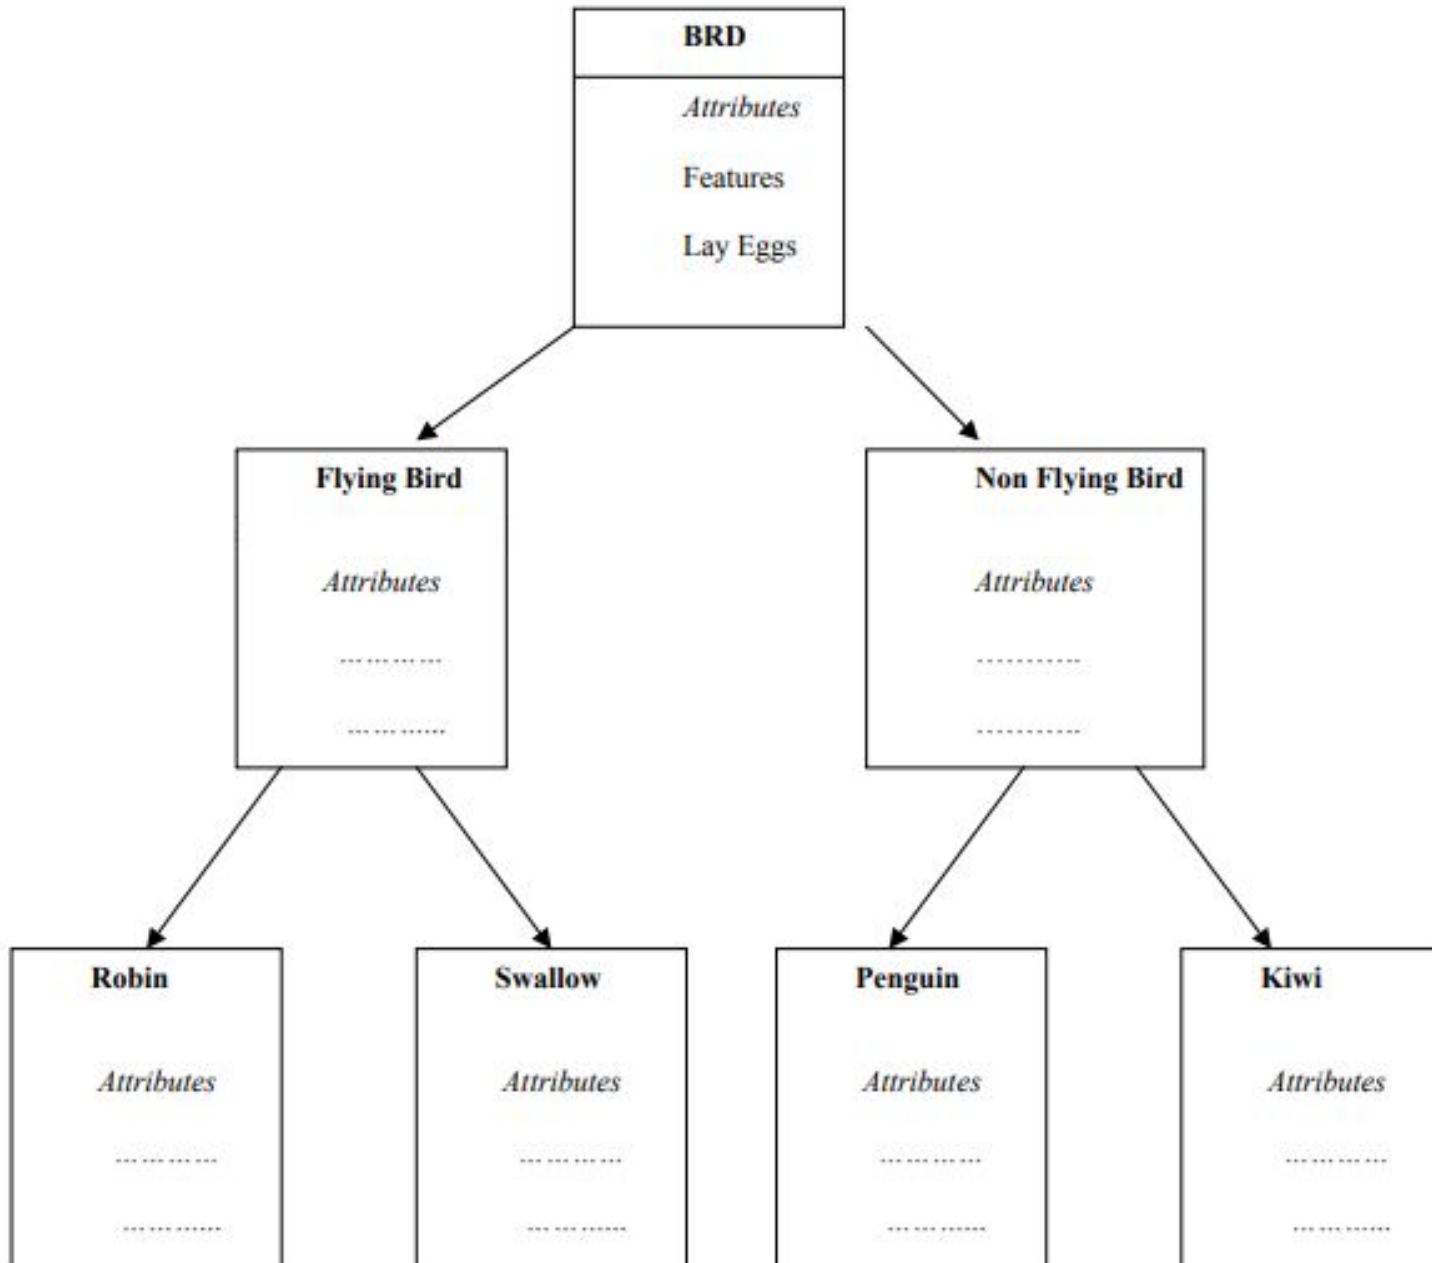 BRD
Attributes
Features
Lay Eggs
Flying Bird
Non Flying Bird
Attributes
Attributes
…………
-----------
…………
-----------
Robin
Swallow
Penguin
Kiwi
Attributes
Attributes
Attributes
Attributes
…………
…………
…………
…………
…………
…………
…………
…………